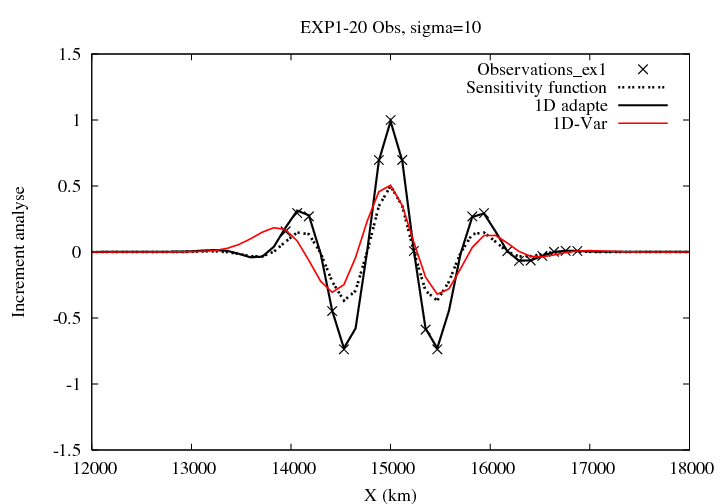 EXP1-20 Obs, sigma=10
Observations_ex1
Sensitivity function
1D adapte
1D-Var
Increment analyse
1.5
1
0.5
0
-0.5
-1
-1.5
12000 13000 14000 15000 16000 17000 18000
X (km)